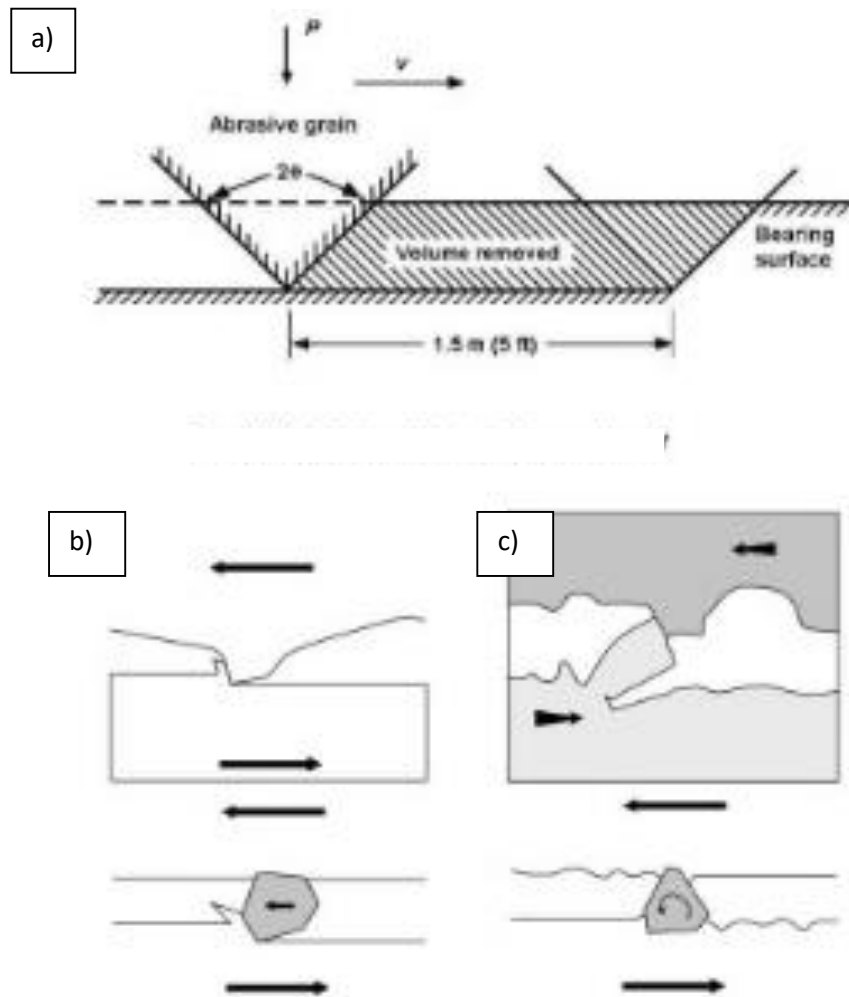 a)
P
v
Abrasive grain
2θ
Volume removed
Bearing
surface
1.5 m (5 ft)
b)
c)